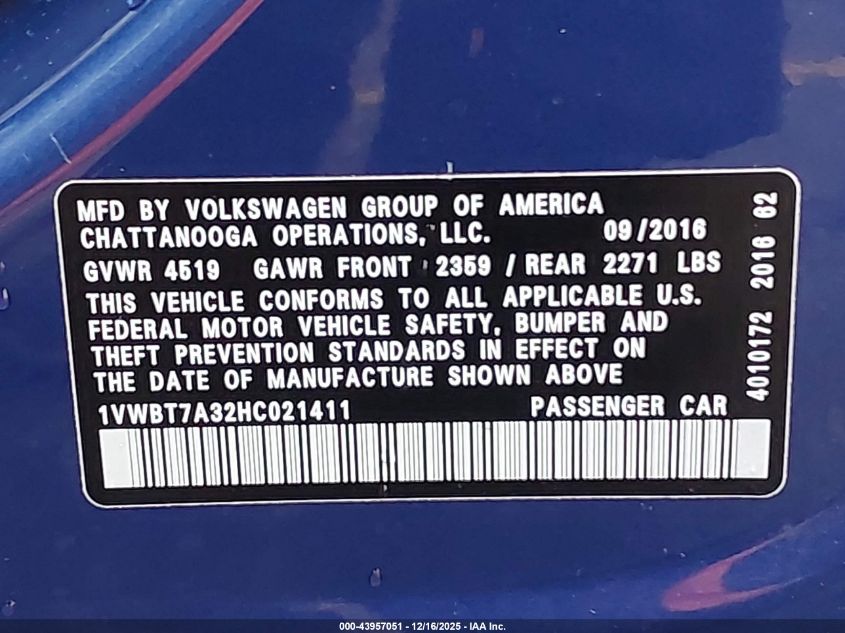 MFD BY VOLKSWAGEN GROUP OF AMERICA
CHATTANOOGA OPERATIONS, LLC. 09/2016
GVWR 4519 GAWR FRONT 2359 / REAR 2271 LBS
THIS VEHICLE CONFORMS TO ALL APPLICABLE U.S.
FEDERAL MOTOR VEHICLE SAFETY, BUMPER AND
THEFT PREVENTION STANDARDS IN EFFECT ON
THE DATE OF MANUFACTURE SHOWN ABOVE
1VWBT7A32HC021411 PASSENGER CAR
4010172 2016 62
000-43957051 - 12/16/2025 - IAA Inc.